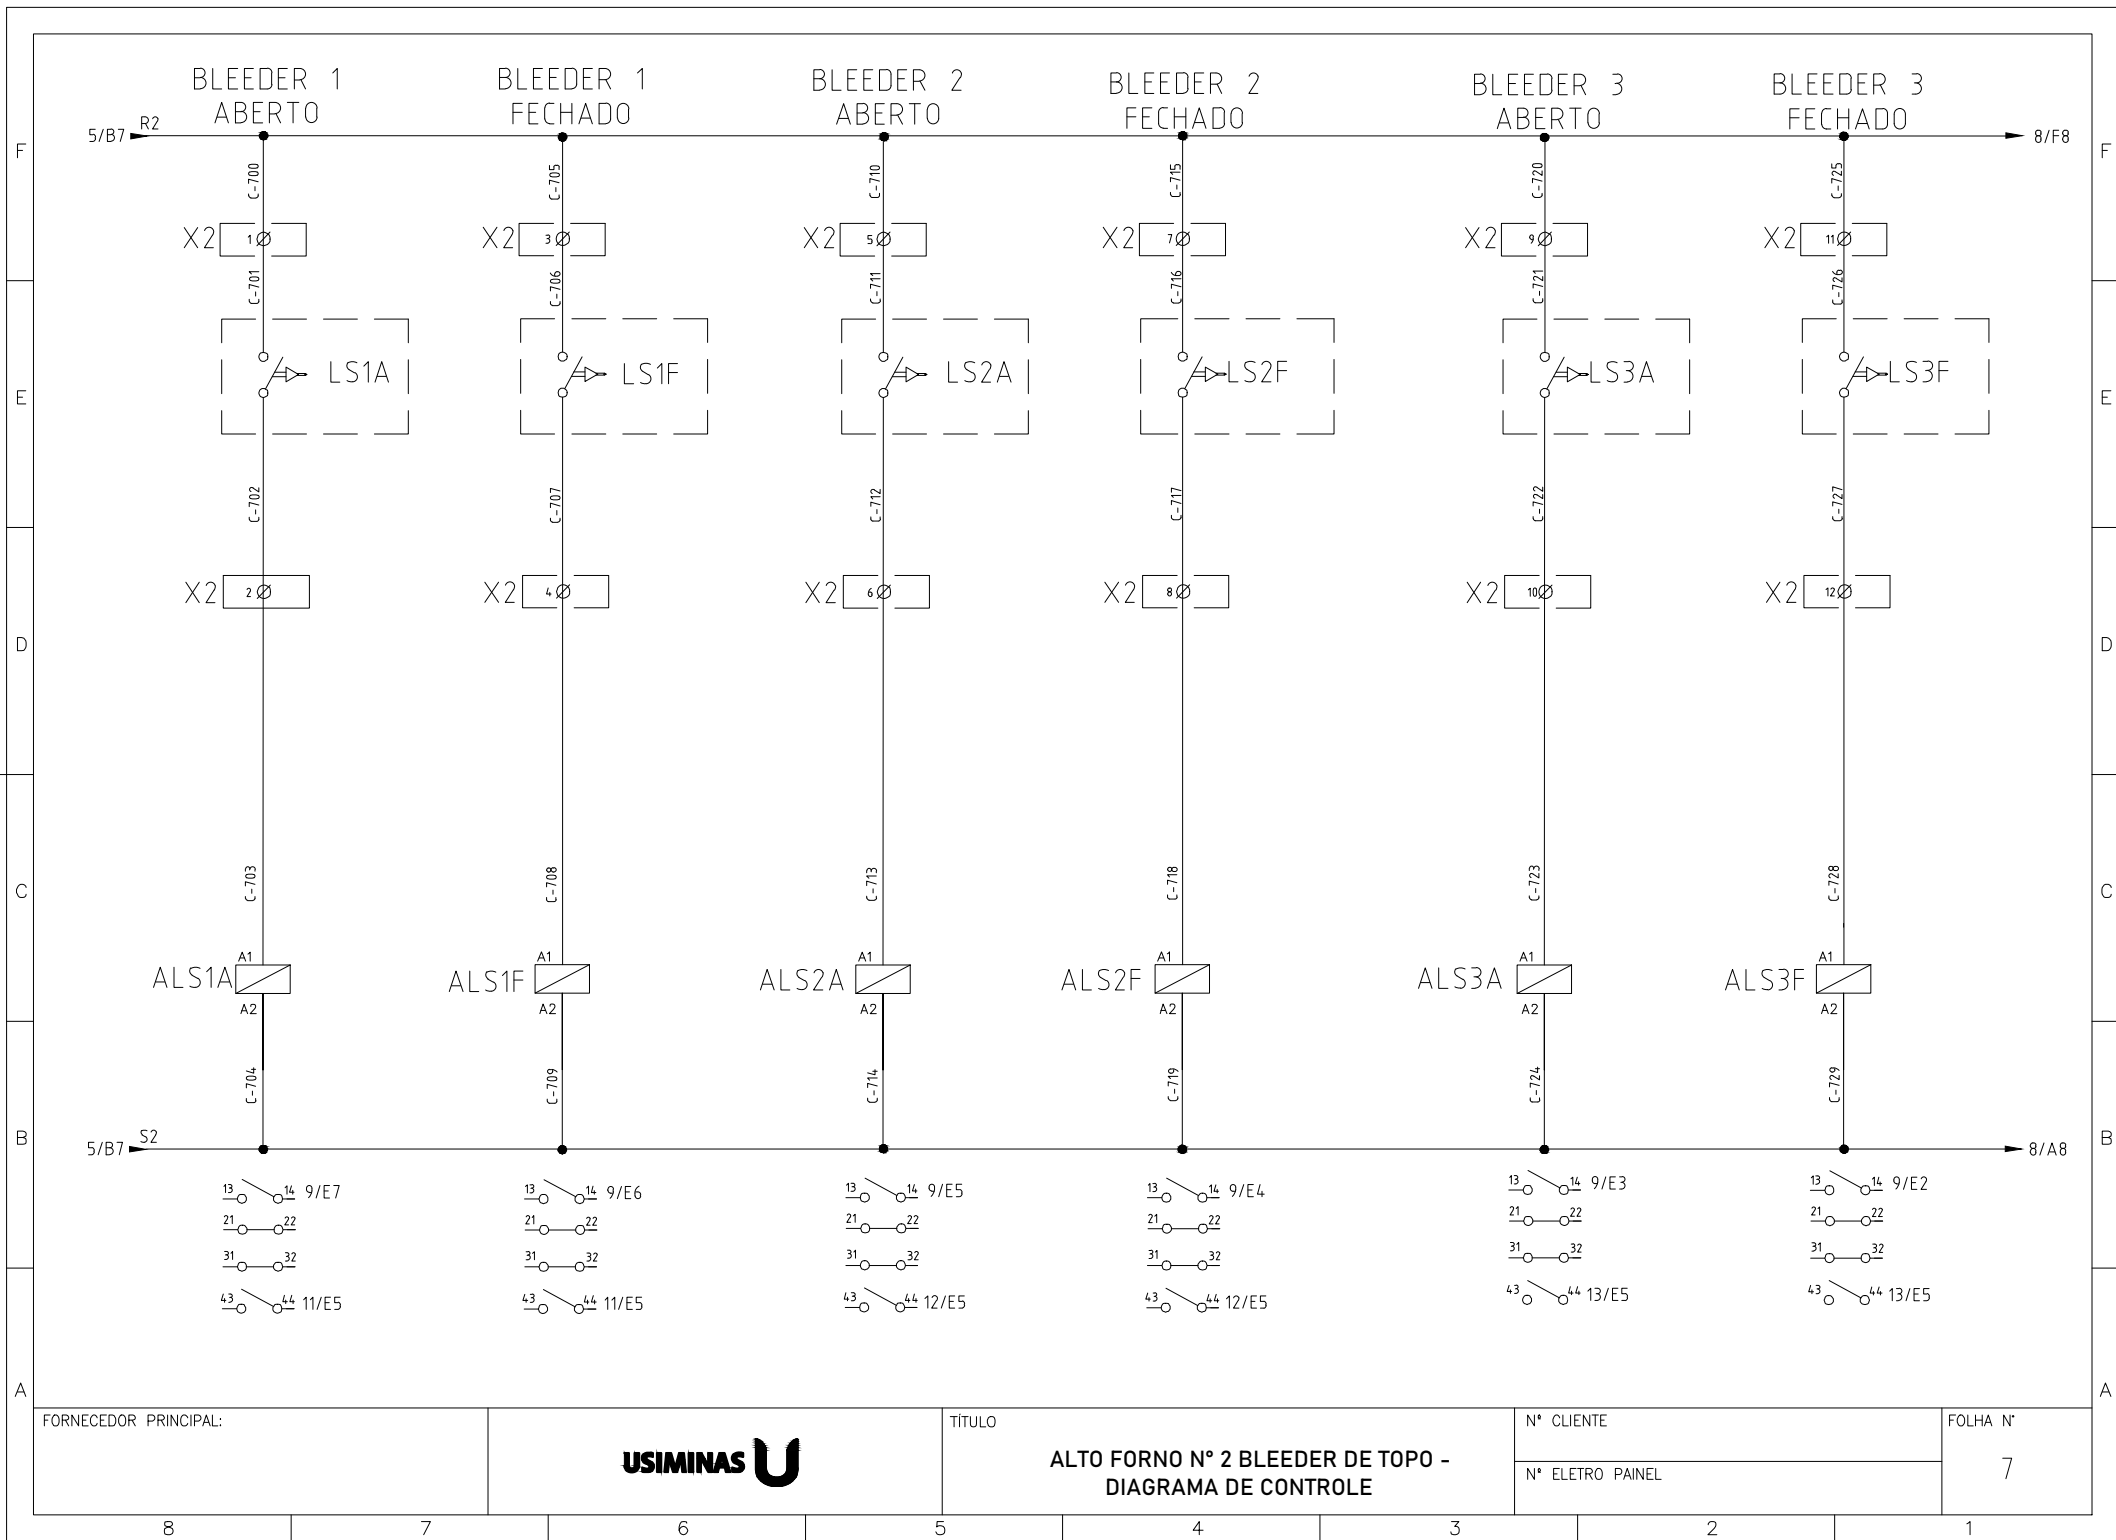 BLEEDER 1
ABERTO
BLEEDER 1
FECHADO
BLEEDER 2
ABERTO
BLEEDER 2
FECHADO
BLEEDER 3
ABERTO
BLEEDER 3
FECHADO
5/B7 R2 8/F8
F F
C-700 C-705 C-710 C-715 C-720 C-725
X2 1 X2 3 X2 5 X2 7 X2 9 X2 11
C-701 C-706 C-711 C-716 C-721 C-726
LS1A LS1F LS2A LS2F LS3A LS3F
E E
C-702 C-707 C-712 C-717 C-722 C-727
X2 2 X2 4 X2 6 X2 8 X2 10 X2 12
D D
C-703 C-708 C-713 C-718 C-723 C-728
C C
A1 A1 A1 A1 A1 A1
ALS1A ALS1F ALS2A ALS2F ALS3A ALS3F
A2 A2 A2 A2 A2 A2
C-704 C-709 C-714 C-719 C-724 C-729
B B
5/B7 S2 8/A8
13 14 9/E7 13 14 9/E6 13 14 9/E5 13 14 9/E4 13 14 9/E3 13 14 9/E2
21 22 21 22 21 22 21 22 21 22 21 22
31 32 31 32 31 32 31 32 31 32 31 32
43 44 11/E5 43 44 11/E5 43 44 12/E5 43 44 12/E5 43 44 13/E5 43 44 13/E5
A A
FORNECEDOR PRINCIPAL:
USIMINAS
TÍTULO
ALTO FORNO N° 2 BLEEDER DE TOPO -
DIAGRAMA DE CONTROLE
N° CLIENTE
N° ELETRO PAINEL
FOLHA N°
7
8 7 6 5 4 3 2 1